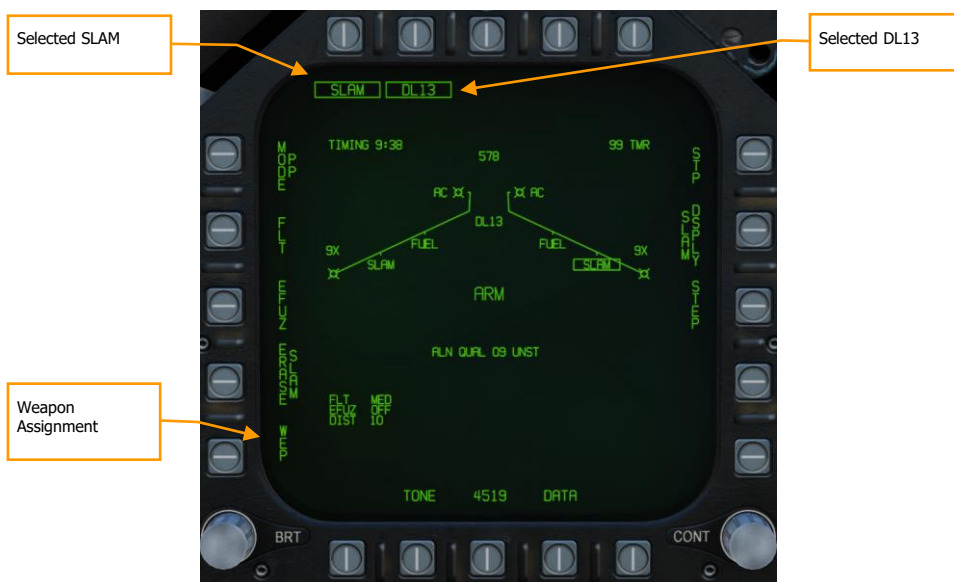 Selected SLAM
Selected DL13
SLAM DL13
TIMING 9:38
578
99 TMR
MODE
PP
STP
AC
AC
DL13
FLT
DSPLY
SLAM
9X
FUEL
FUEL
9X
SLAM
SLAM
EFUZ
ARM
STEP
ERASE
SLAM
ALN QUAL 09 UNST
Weapon
Assignment
FLT MED
EFUZ OFF
DIST 10
WEP
TONE 4519 DATA
BRT
CONT